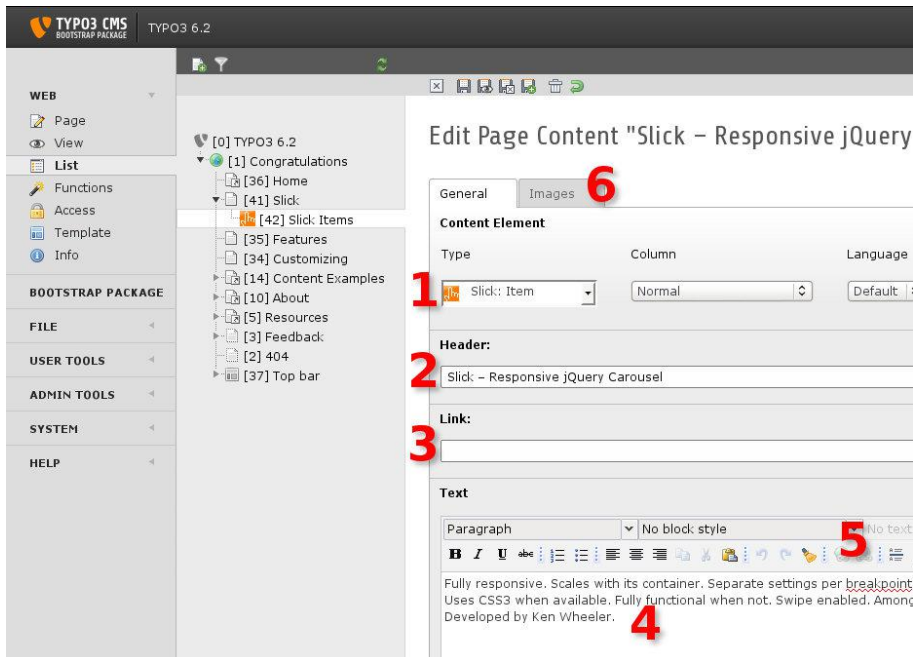 TYPO3 CMS
BOOTSTRAP PACKAGE
TYPO3 6.2
WEB
Page
View
List
Functions
Access
Template
Info
BOOTSTRAP PACKAGE
FILE
USER TOOLS
ADMIN TOOLS
SYSTEM
HELP
[0] TYPO3 6.2
[1] Congratulations
[36] Home
[41] Slick
[42] Slick Items
[35] Features
[34] Customizing
[14] Content Examples
[10] About
[5] Resources
[3] Feedback
[2] 404
[37] Top bar
Edit Page Content "Slick – Responsive jQuery
General Images 6
Content Element
Type Column Language
1 Slick: Item Normal Default
Header:
2 Slick – Responsive jQuery Carousel
Link:
3
Text
Paragraph No block style No text
5
B I U abc
Fully responsive. Scales with its container. Separate settings per breakpoint
Uses CSS3 when available. Fully functional when not. Swipe enabled. Among
Developed by Ken Wheeler.
4